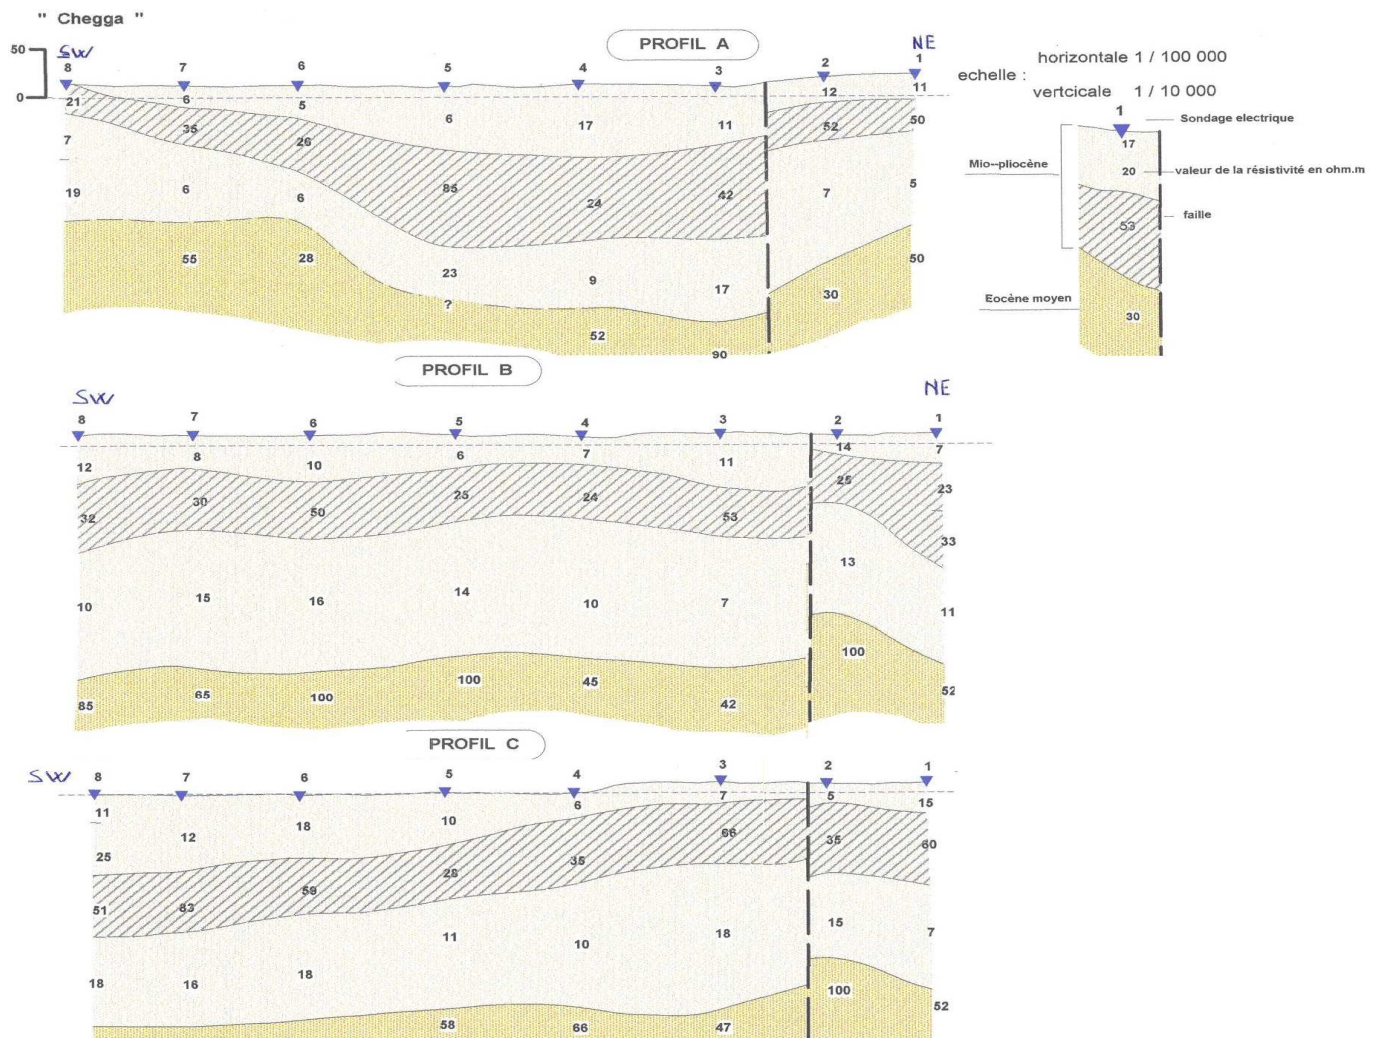 " Chegga "
PROFIL A
50
0
SW
NE
8 7 6 5 4 3 2 1
21 6 5 6 17 11 12 11
35 26 85 24 42 52 50
7
19 6 6 23 9 17 7 5
55 28 ? 52 90 30 50
echelle :
horizontale 1 / 100 000
vertcicale 1 / 10 000
1
Sondage electrique
17
20
valeur de la résistivité en ohm.m
Mio--pliocène
53
faille
Eocène moyen
30
PROFIL B
SW
NE
8 7 6 5 4 3 2 1
12 8 10 6 7 11 14 7
32 30 50 25 24 53 25 23
33
10 15 16 14 10 7 13 11
85 65 100 100 45 42 100 52
PROFIL C
SW
8 7 6 5 4 3 2 1
11 12 18 10 6 7 5 15
25
51 83 59 28 35 66 35 60
18 16 18 11 10 18 15 7
58 66 47 100 52